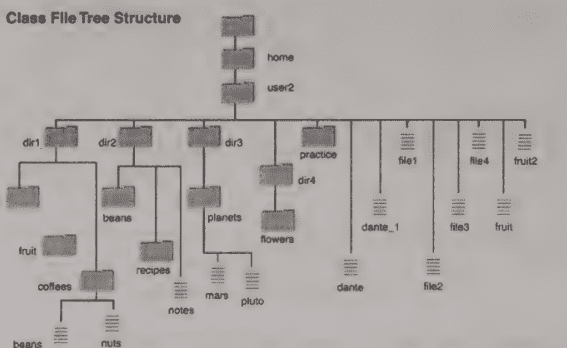 Class File Tree Structure
home
user2
dir1
dir2
dir3
practice
file1
file4
fruit2
dir4
beans
planets
flowers
dante_1
file3
fruit
fruit
recipes
coffees
notes
mars
pluto
dante
file2
beans
nuts